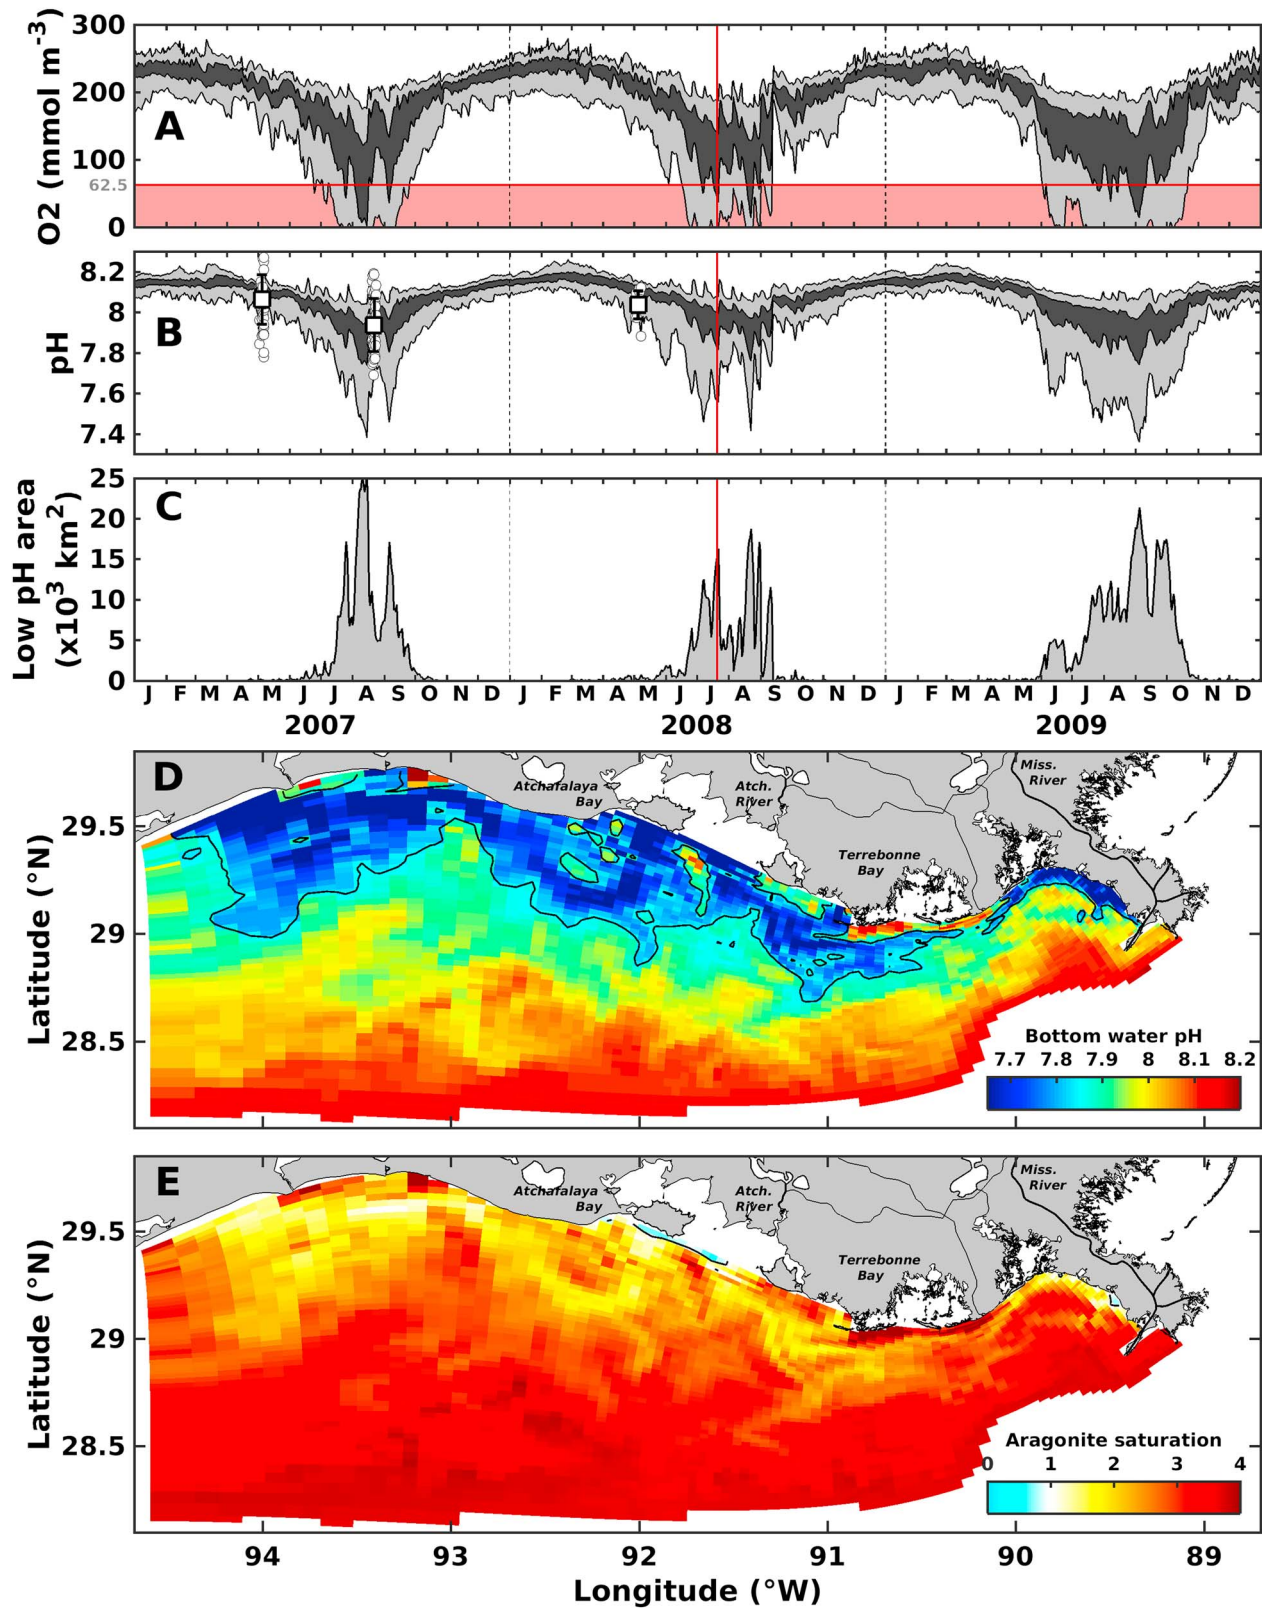 300
200
100
62.5
0
O2 (mmol m-3)
A
8.2
8
7.8
7.6
7.4
pH
B
25
20
15
10
5
0
Low pH area
(x10^3 km^2)
C
J F M A M J J A S O N D J F M A M J J A S O N D J F M A M J J A S O N D
2007 2008 2009
D
Atchafalaya
Bay
Atch.
River
Miss.
River
Terrebonne
Bay
29.5
29
28.5
Latitude (°N)
Bottom water pH
7.7 7.8 7.9 8 8.1 8.2
E
Atchafalaya
Bay
Atch.
River
Miss.
River
Terrebonne
Bay
29.5
29
28.5
Latitude (°N)
Aragonite saturation
0 1 2 3 4
94 93 92 91 90 89
Longitude (°W)